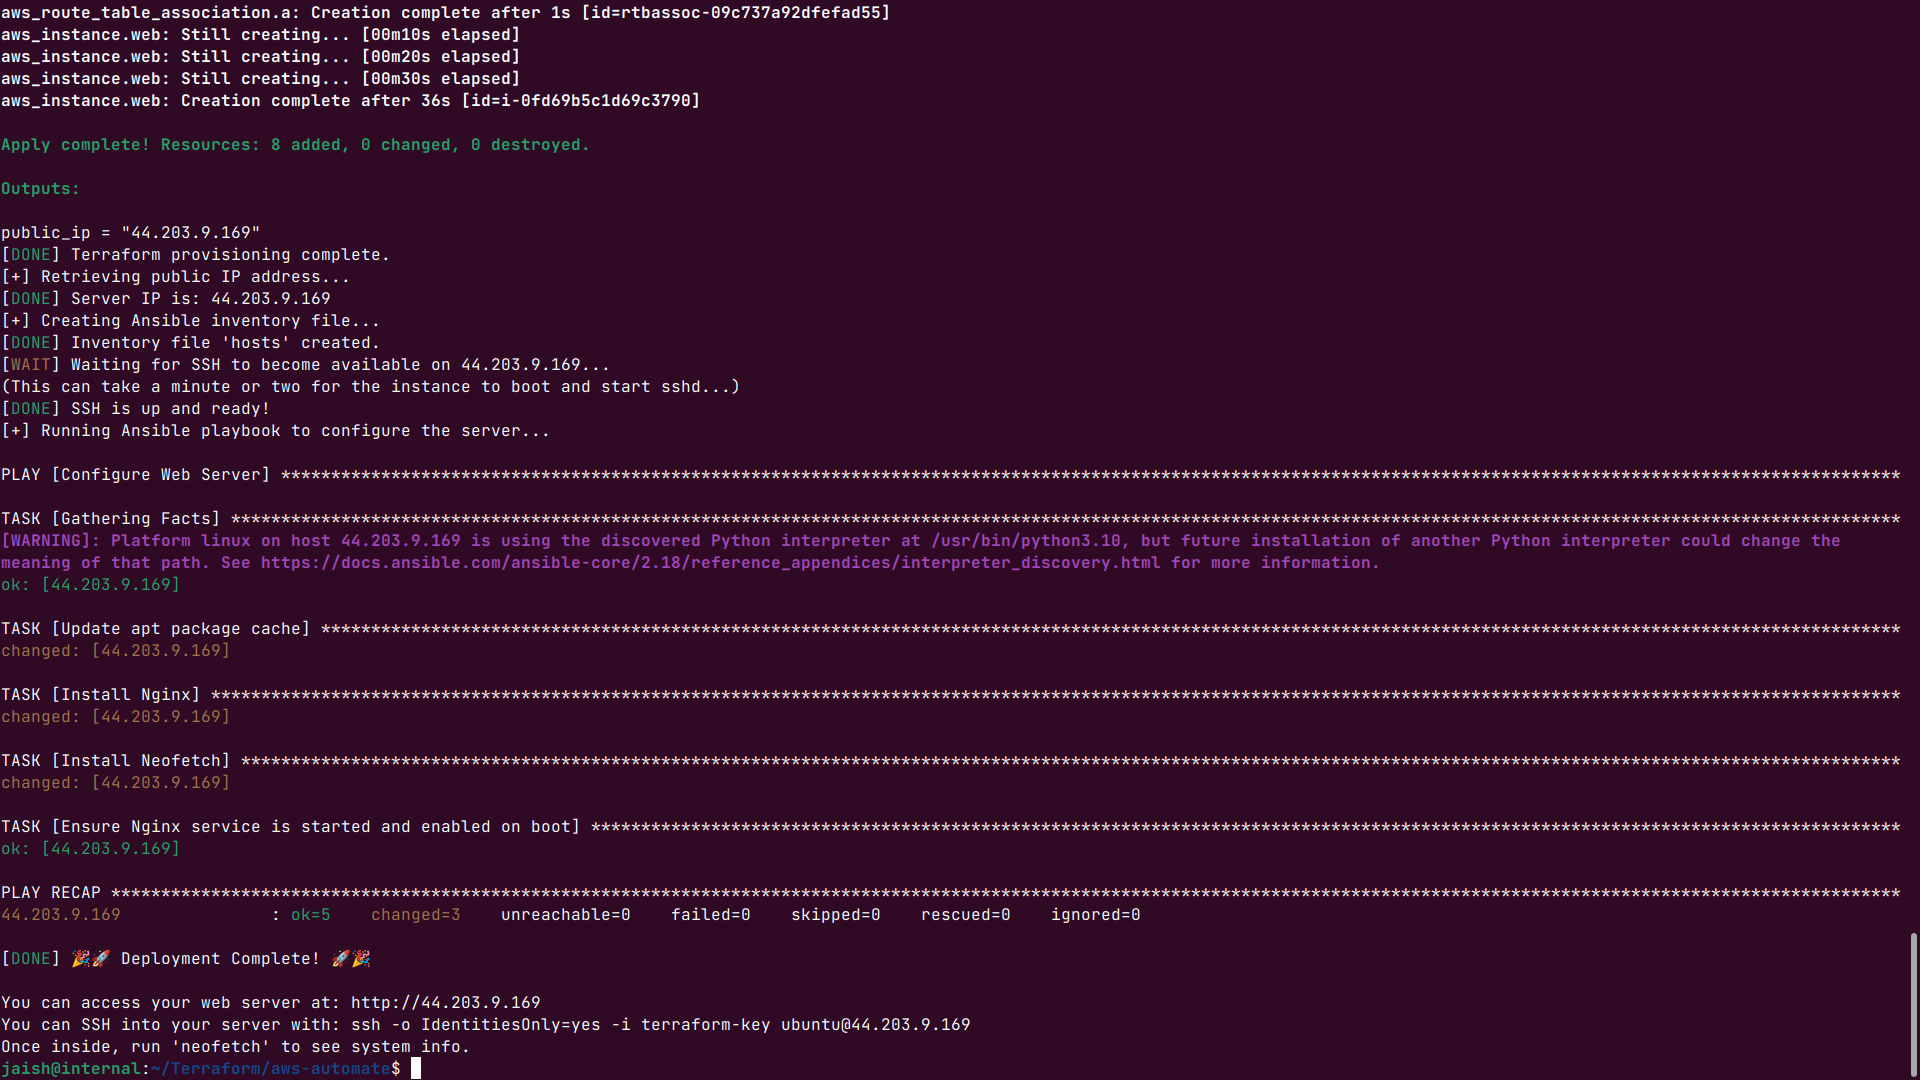 aws_route_table_association.a: Creation complete after 1s [id=rtbassoc-09c737a92dfefad55]
aws_instance.web: Still creating... [00m10s elapsed]
aws_instance.web: Still creating... [00m20s elapsed]
aws_instance.web: Still creating... [00m30s elapsed]
aws_instance.web: Creation complete after 36s [id=i-0fd69b5c1d69c3790]
Apply complete! Resources: 8 added, 0 changed, 0 destroyed.
Outputs:
public_ip = "44.203.9.169"
[DONE] Terraform provisioning complete.
[+] Retrieving public IP address...
[DONE] Server IP is: 44.203.9.169
[+] Creating Ansible inventory file...
[DONE] Inventory file 'hosts' created.
[WAIT] Waiting for SSH to become available on 44.203.9.169...
(This can take a minute or two for the instance to boot and start sshd...)
[DONE] SSH is up and ready!
[+] Running Ansible playbook to configure the server...
PLAY [Configure Web Server] ******************************************************************************************************************************************************************
TASK [Gathering Facts] ***********************************************************************************************************************************************************************
[WARNING]: Platform linux on host 44.203.9.169 is using the discovered Python interpreter at /usr/bin/python3.10, but future installation of another Python interpreter could change the
meaning of that path. See https://docs.ansible.com/ansible-core/2.18/reference_appendices/interpreter_discovery.html for more information.
ok: [44.203.9.169]
TASK [Update apt package cache] **************************************************************************************************************************************************************
changed: [44.203.9.169]
TASK [Install Nginx] *************************************************************************************************************************************************************************
changed: [44.203.9.169]
TASK [Install Neofetch] **********************************************************************************************************************************************************************
changed: [44.203.9.169]
TASK [Ensure Nginx service is started and enabled on boot] ***********************************************************************************************************************************
ok: [44.203.9.169]
PLAY RECAP ***********************************************************************************************************************************************************************************
44.203.9.169               : ok=5    changed=3    unreachable=0    failed=0    skipped=0    rescued=0    ignored=0
[DONE] 🎉🚀 Deployment Complete! 🚀🎉
You can access your web server at: http://44.203.9.169
You can SSH into your server with: ssh -o IdentitiesOnly=yes -i terraform-key ubuntu@44.203.9.169
Once inside, run 'neofetch' to see system info.
jaish@internal:~/Terraform/aws-automate$